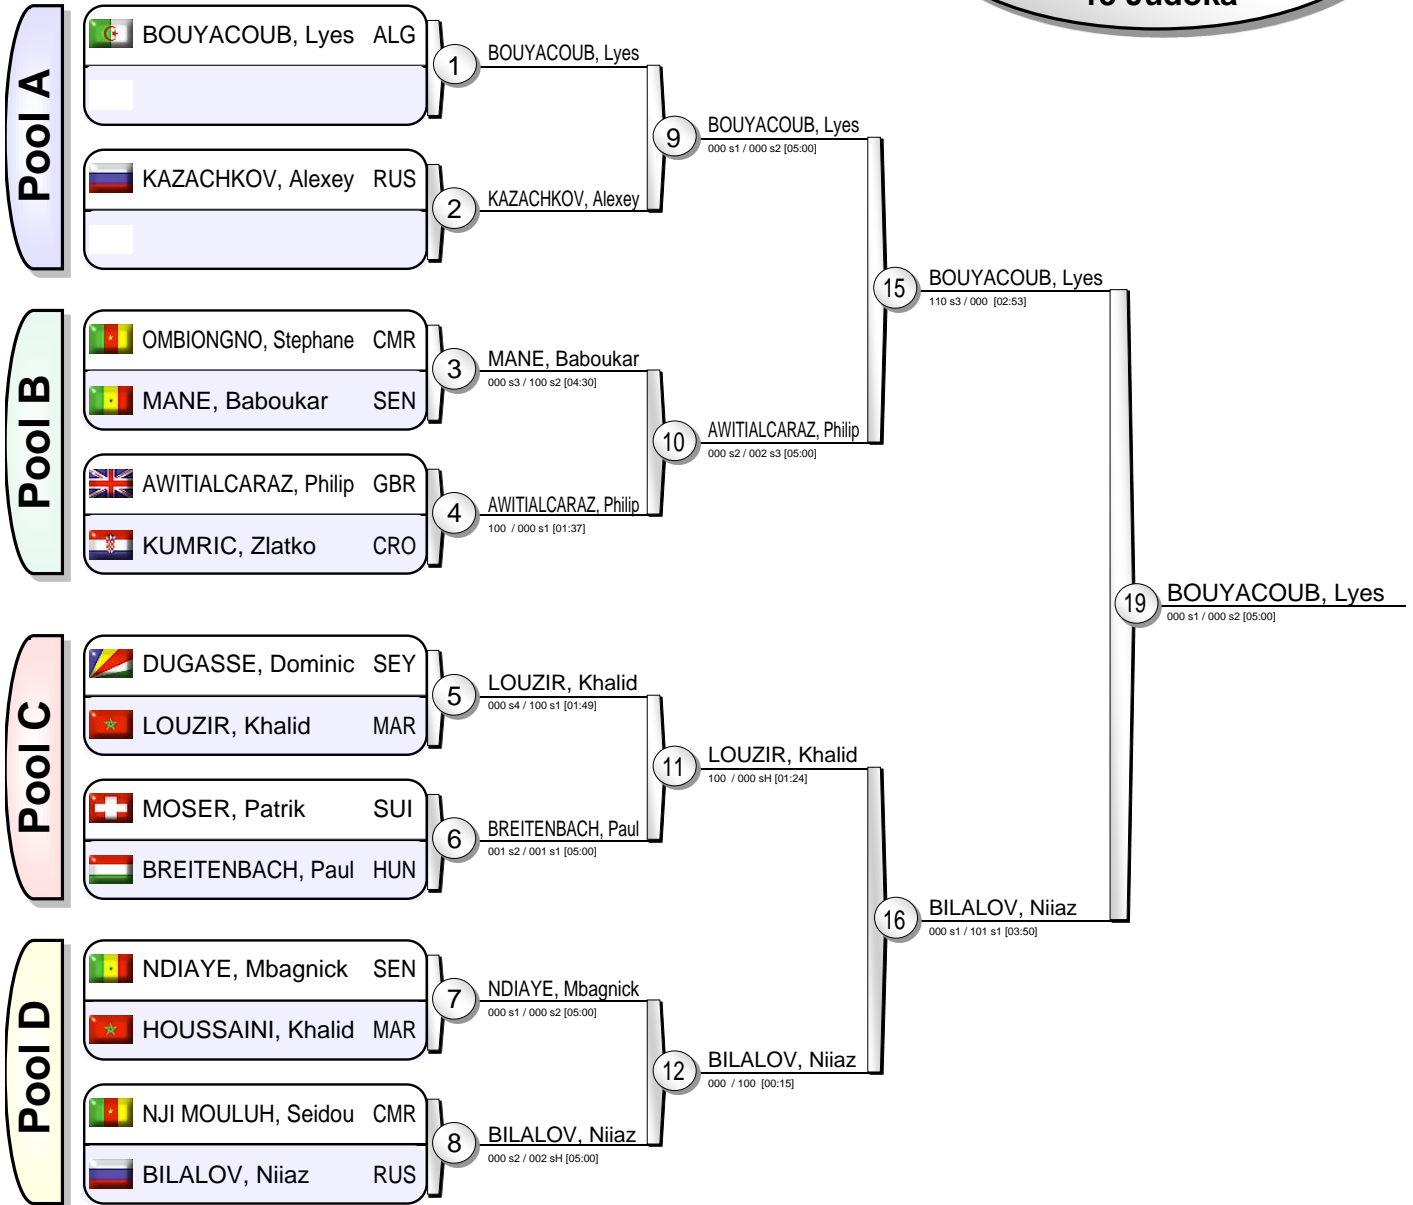 Judoka
Pool A
BOUYACOUB, Lyes ALG
KAZACHKOV, Alexey RUS
1
BOUYACOUB, Lyes
2
KAZACHKOV, Alexey
9
BOUYACOUB, Lyes
000 s1 / 000 s2 [05:00]
Pool B
OMBIONGNO, Stephane CMR
MANE, Baboukar SEN
AWITIALCARAZ, Philip GBR
KUMRIC, Zlatko CRO
3
MANE, Baboukar
000 s3 / 100 s2 [04:30]
4
AWITIALCARAZ, Philip
100 / 000 s1 [01:37]
10
AWITIALCARAZ, Philip
000 s2 / 002 s3 [05:00]
15
BOUYACOUB, Lyes
110 s3 / 000 [02:53]
Pool C
DUGASSE, Dominic SEY
LOUZIR, Khalid MAR
MOSER, Patrik SUI
BREITENBACH, Paul HUN
5
LOUZIR, Khalid
000 s4 / 100 s1 [01:49]
6
BREITENBACH, Paul
001 s2 / 001 s1 [05:00]
11
LOUZIR, Khalid
100 / 000 sH [01:24]
Pool D
NDIAYE, Mbagnick SEN
HOUSSAINI, Khalid MAR
NJI MOULUH, Seidou CMR
BILALOV, Niiaz RUS
7
NDIAYE, Mbagnick
000 s1 / 000 s2 [05:00]
8
BILALOV, Niiaz
000 s2 / 002 sH [05:00]
12
BILALOV, Niiaz
000 / 100 [00:15]
16
BILALOV, Niiaz
000 s1 / 101 s1 [03:50]
19
BOUYACOUB, Lyes
000 s1 / 000 s2 [05:00]